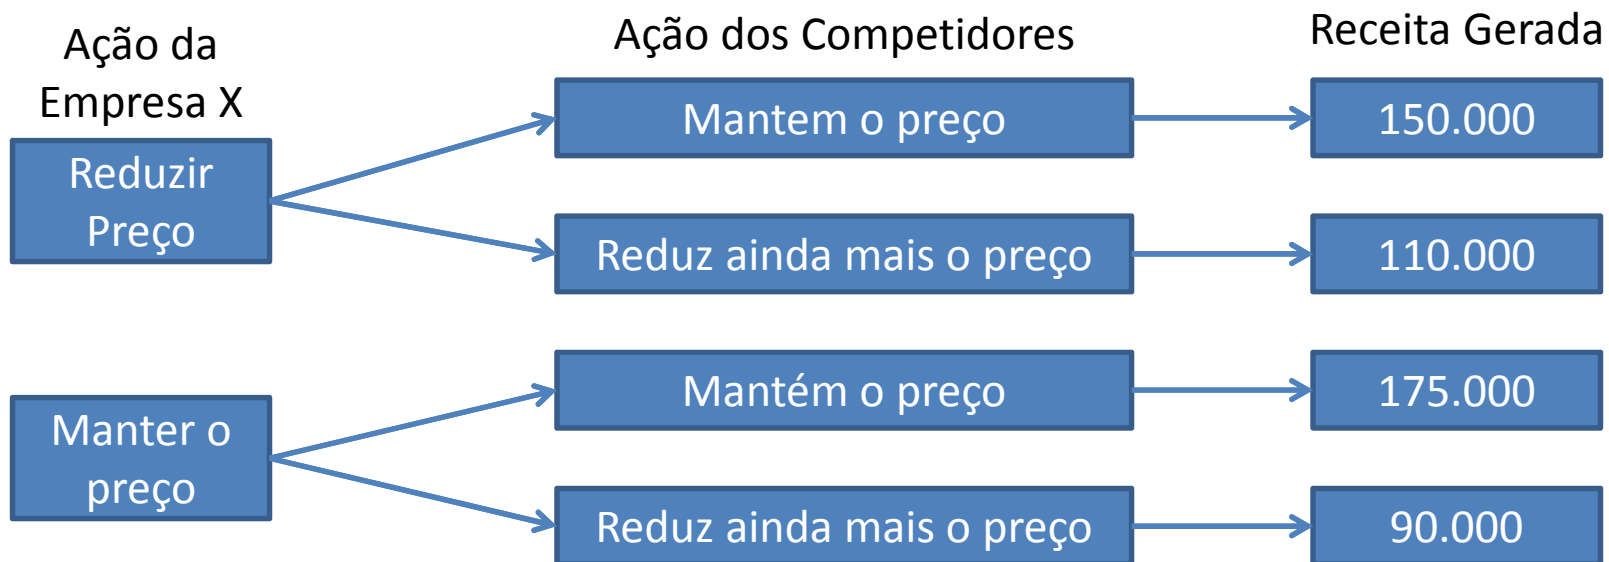 Ação da
Empresa X
Ação dos Competidores
Receita Gerada
Reduzir
Preço
Mantem o preço
150.000
Reduz ainda mais o preço
110.000
Manter o
preço
Mantém o preço
175.000
Reduz ainda mais o preço
90.000